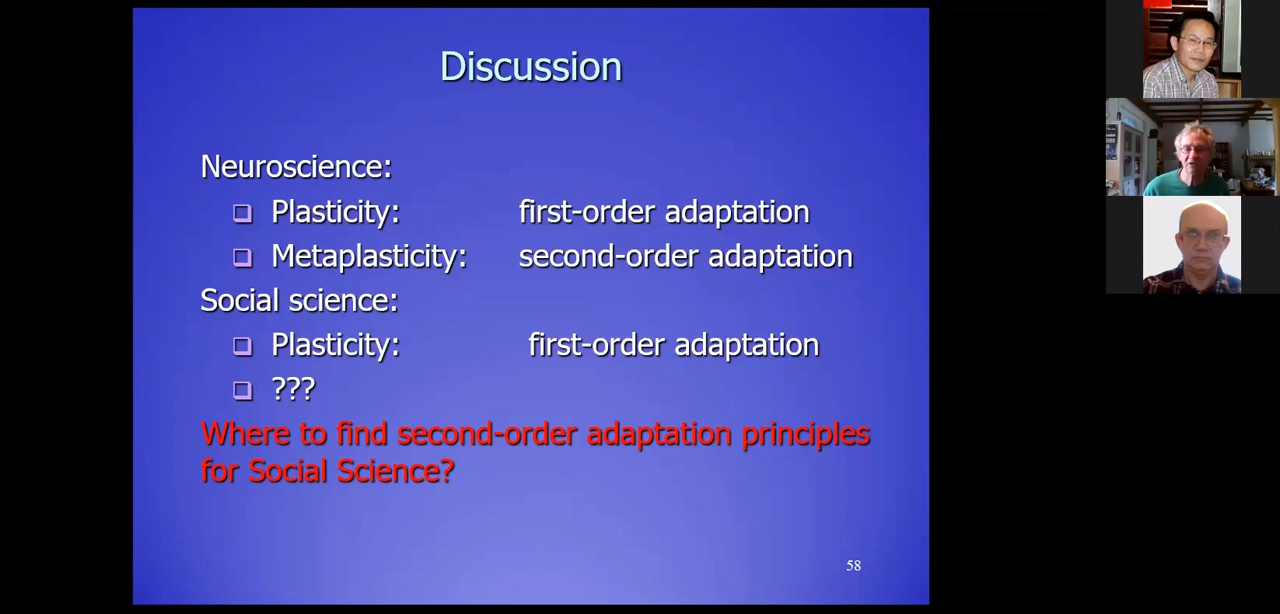 Discussion
Neuroscience:
Plasticity: first-order adaptation
Metaplasticity: second-order adaptation
Social science:
Plasticity: first-order adaptation
???
Where to find second-order adaptation principles
for Social Science?
58